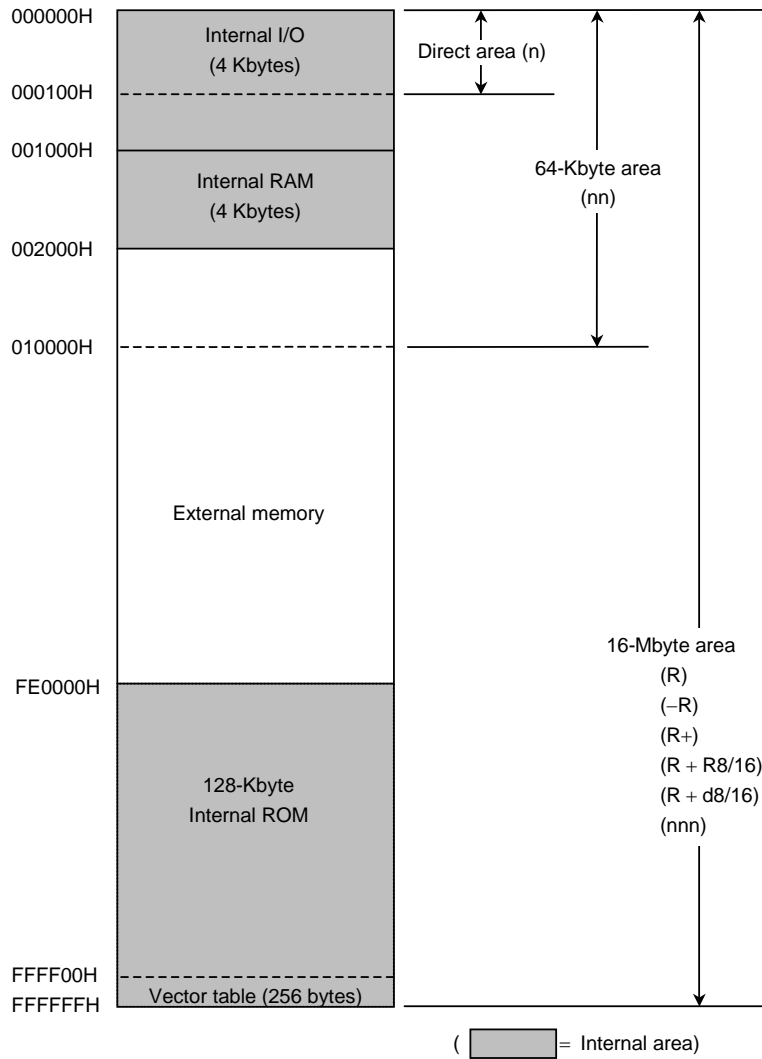 000000H
Internal I/O
(4 Kbytes)
Direct area (n)
000100H
001000H
Internal RAM
(4 Kbytes)
64-Kbyte area
(nn)
002000H
010000H
External memory
16-Mbyte area
(R)
(−R)
(R+)
(R + R8/16)
(R + d8/16)
(nnn)
FE0000H
128-Kbyte
Internal ROM
FFFF00H
Vector table (256 bytes)
FFFFFFH
( = Internal area)